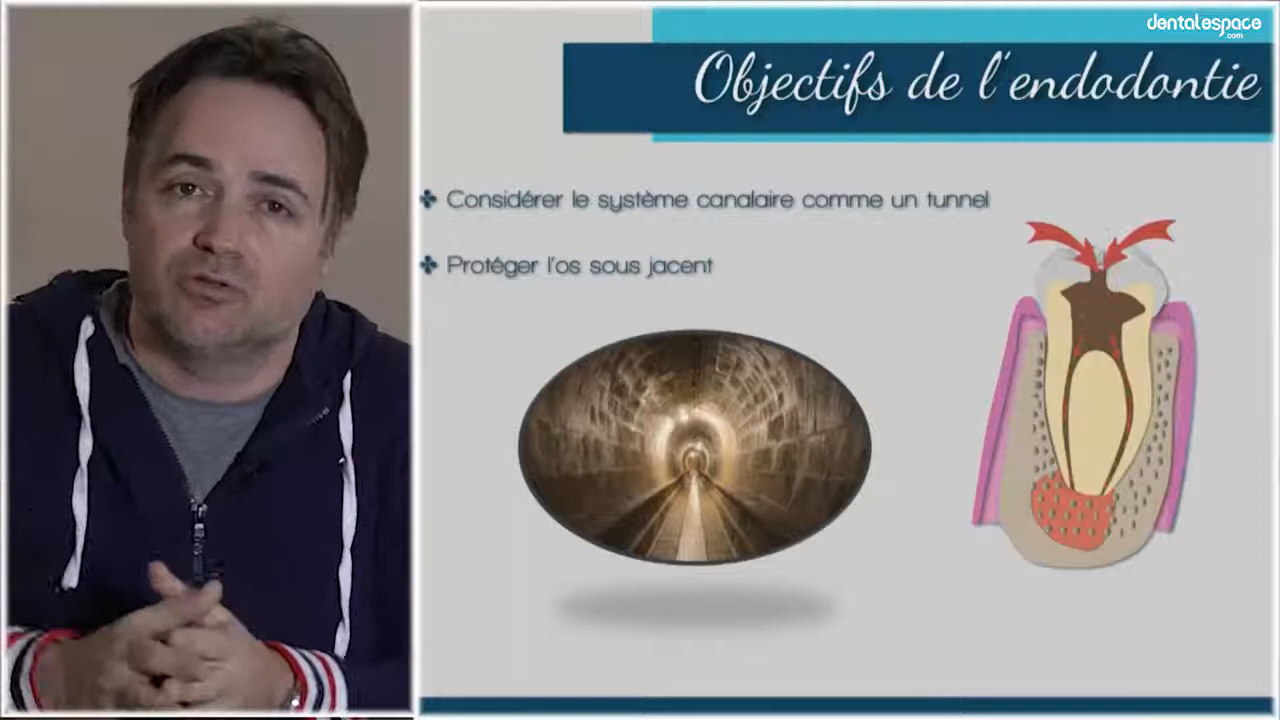 dentalespace
.com
Objectifs de l'endodontie
Considérer le système canalaire comme un tunnel
Protéger l'os sous jacent